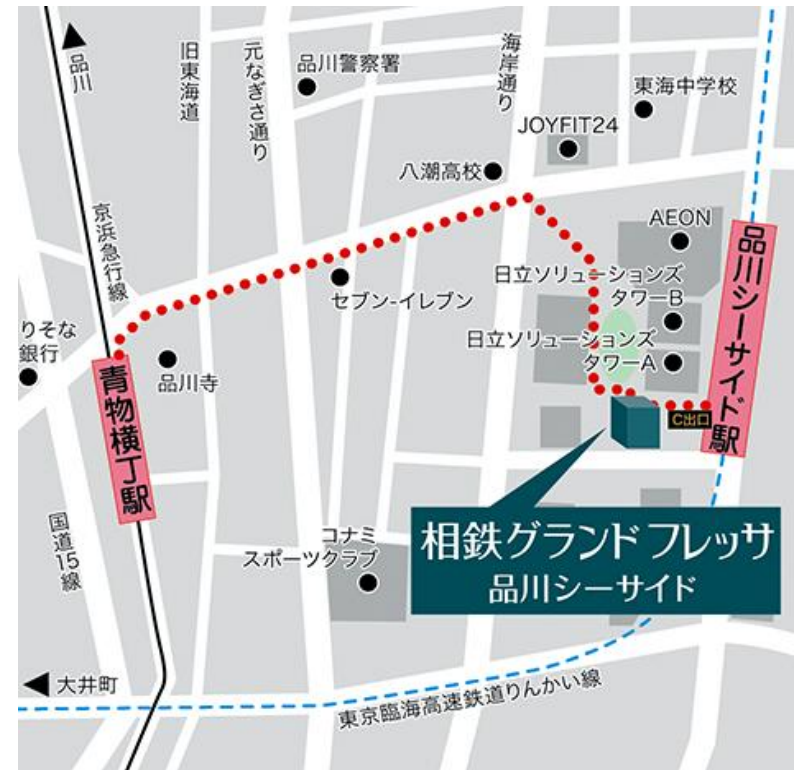 品川
旧東海道
元なぎさ通り
品川警察署
海岸通り
東海中学校
JOYFIT24
八潮高校
京浜急行線
AEON
日立ソリューションズ
タワーB
セブン-イレブン
日立ソリューションズ
タワーA
品川シーサイド駅
りそな
銀行
品川寺
青物横丁駅
C出口
国道15線
コナミ
スポーツクラブ
相鉄グランドフレッサ
品川シーサイド
大井町
東京臨海高速鉄道りんかい線